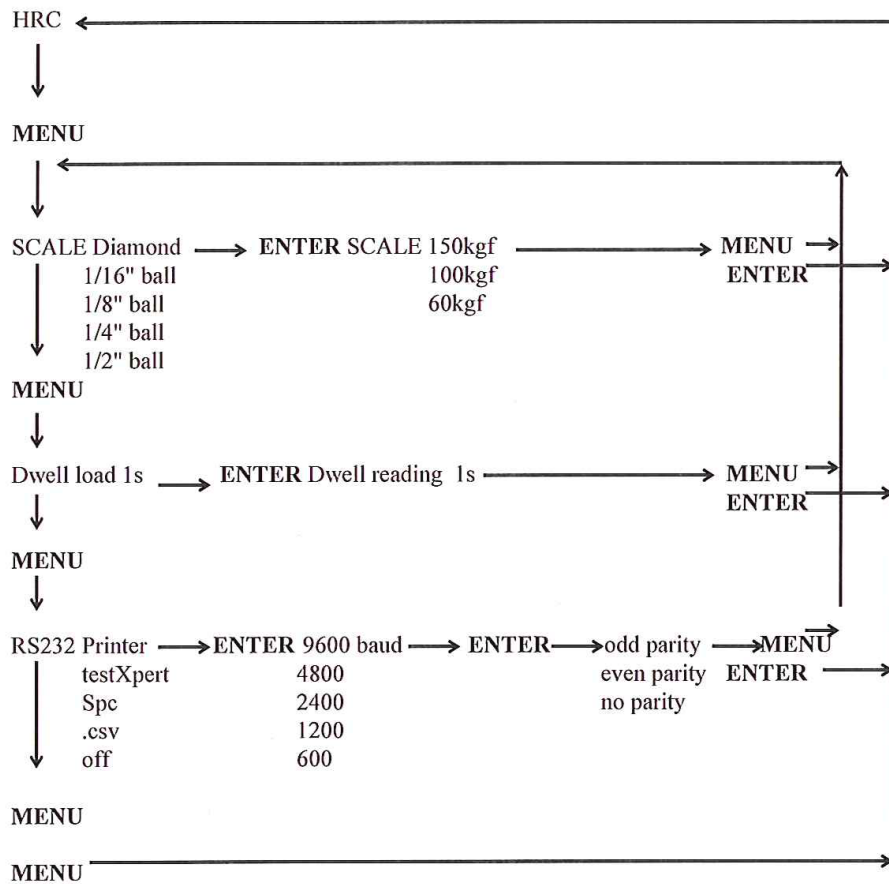 HRC
MENU
SCALE Diamond ENTER SCALE 150kgf MENU
1/16" ball 100kgf ENTER
1/8" ball 60kgf
1/4" ball
1/2" ball
MENU
Dwell load 1s ENTER Dwell reading 1s MENU
ENTER
MENU
RS232 Printer ENTER 9600 baud ENTER odd parity MENU
testXpert 4800 even parity ENTER
Spc 2400 no parity
.csv 1200
off 600
MENU
MENU